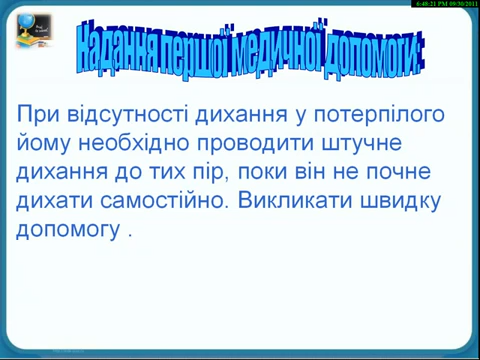 6:48:21 PM 09/30/2011
Надання першої медичної допомоги:
При відсутності дихання у потерпілого
йому необхідно проводити штучне
дихання до тих пір, поки він не почне
дихати самостійно. Викликати швидку
допомогу .